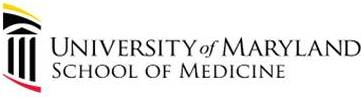 UNIVERSITY of MARYLAND
SCHOOL OF MEDICINE